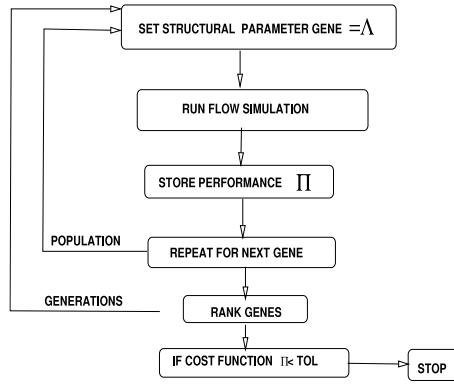 SET STRUCTURAL PARAMETER GENE =Λ
RUN FLOW SIMULATION
STORE PERFORMANCE Π
POPULATION
REPEAT FOR NEXT GENE
GENERATIONS
RANK GENES
IF COST FUNCTION Π< TOL
STOP